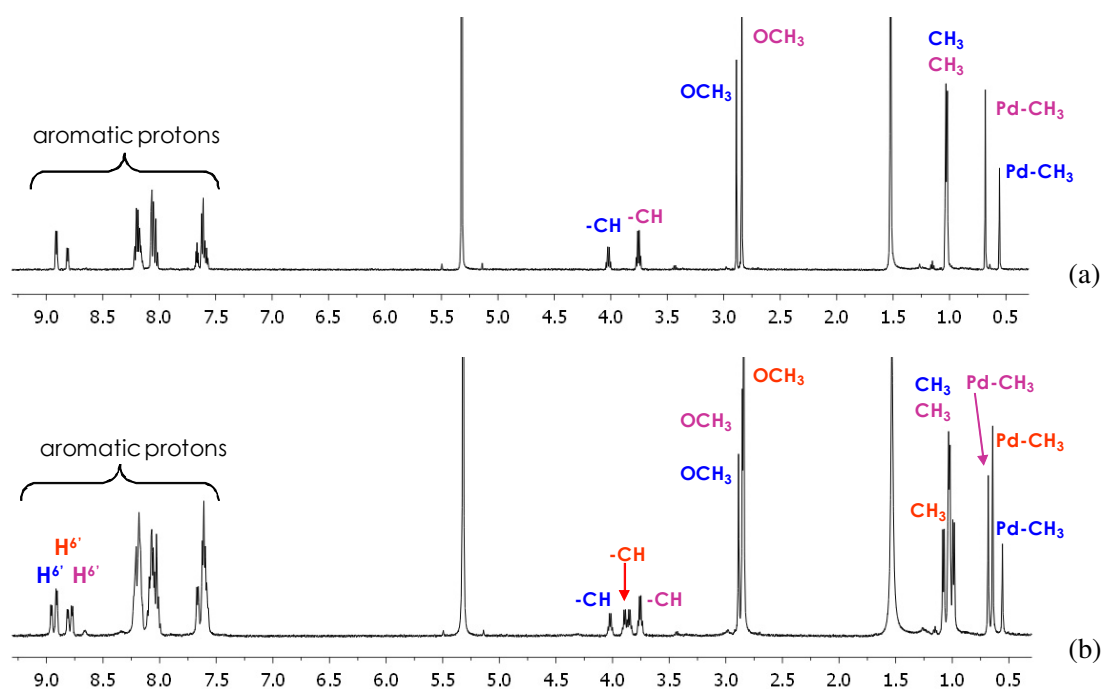 OCH₃
CH₃
CH₃
OCH₃
Pd-CH₃
aromatic protons
Pd-CH₃
-CH
-CH
(a)
9.0 8.5 8.0 7.5 7.0 6.5 6.0 5.5 5.0 4.5 4.0 3.5 3.0 2.5 2.0 1.5 1.0 0.5
OCH₃
CH₃
Pd-CH₃
CH₃
OCH₃
Pd-CH₃
aromatic protons
OCH₃
CH₃
Pd-CH₃
H⁶'
-CH
H⁶' H⁶'
-CH
-CH
(b)
9.0 8.5 8.0 7.5 7.0 6.5 6.0 5.5 5.0 4.5 4.0 3.5 3.0 2.5 2.0 1.5 1.0 0.5